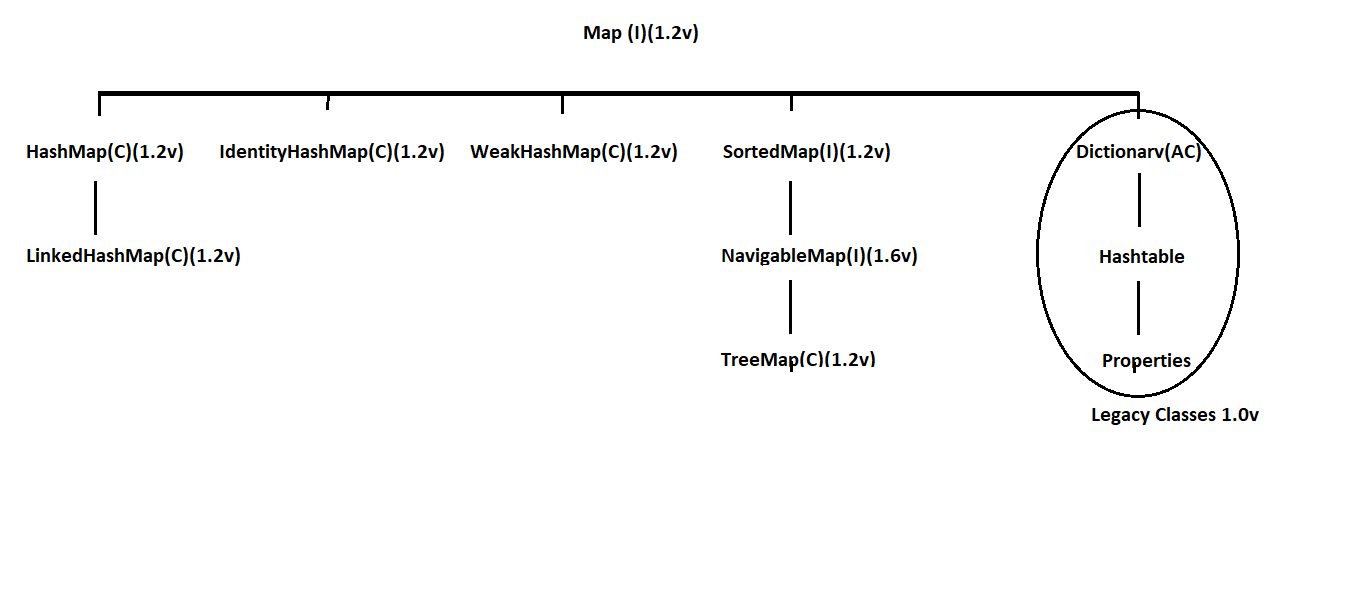 Map (I)(1.2v)
HashMap(C)(1.2v)
IdentityHashMap(C)(1.2v)
WeakHashMap(C)(1.2v)
SortedMap(I)(1.2v)
Dictionary(AC)
LinkedHashMap(C)(1.2v)
NavigableMap(I)(1.6v)
Hashtable
TreeMap(C)(1.2v)
Properties
Legacy Classes 1.0v